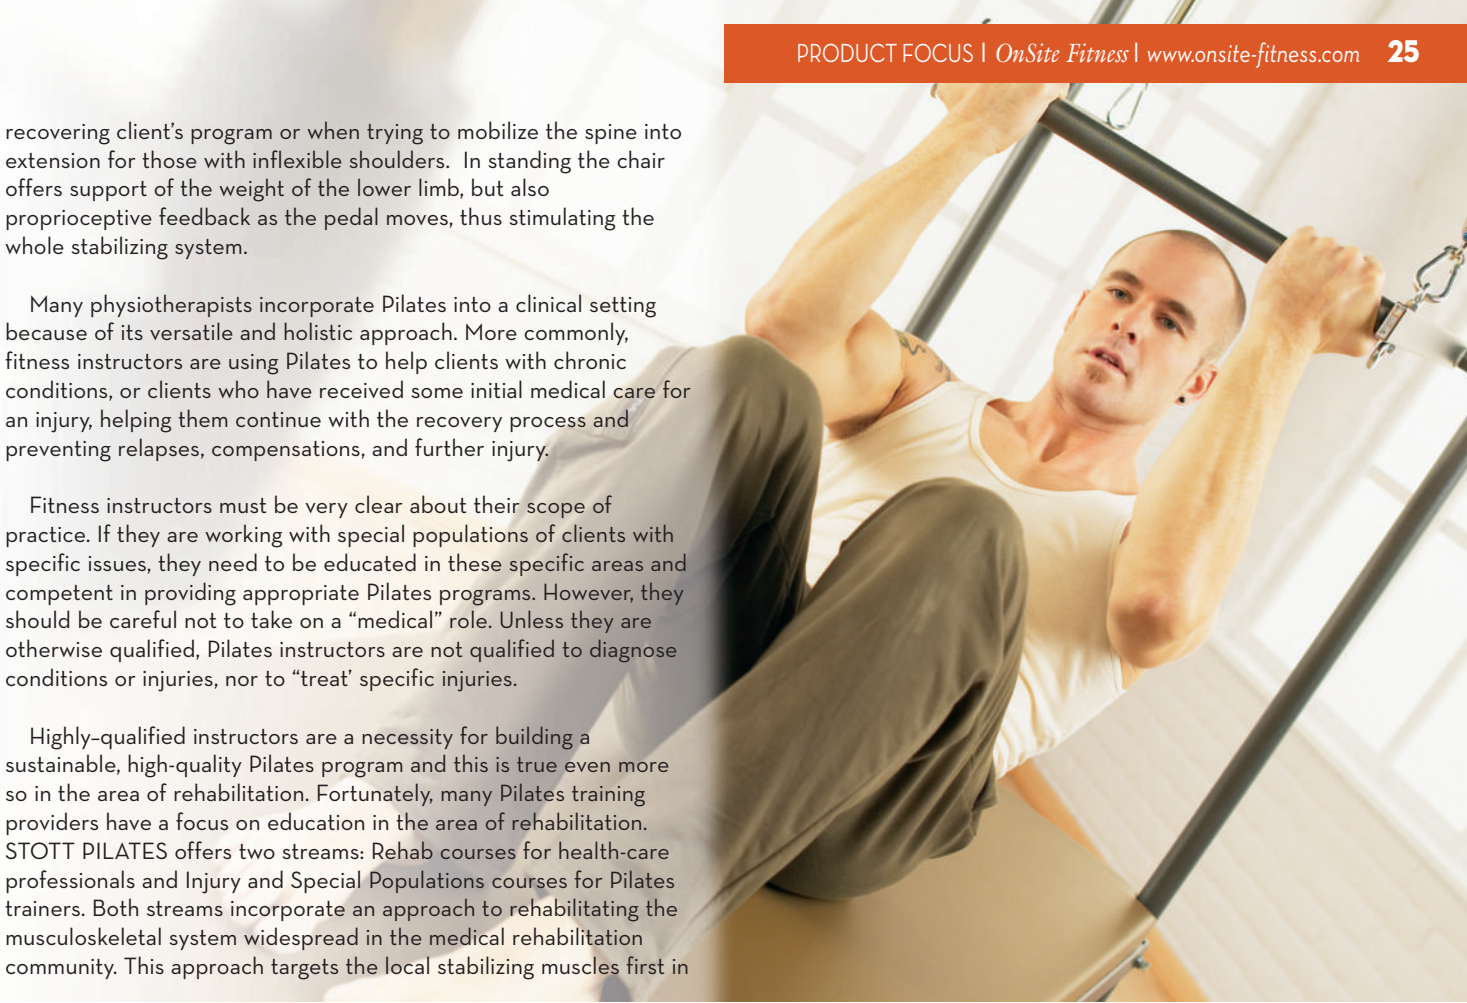 PRODUCT FOCUS | OnSite Fitness | www.onsite-fitness.com 25
recovering client's program or when trying to mobilize the spine into
extension for those with inflexible shoulders.  In standing the chair
offers support of the weight of the lower limb, but also
proprioceptive feedback as the pedal moves, thus stimulating the
whole stabilizing system.
Many physiotherapists incorporate Pilates into a clinical setting
because of its versatile and holistic approach. More commonly,
fitness instructors are using Pilates to help clients with chronic
conditions, or clients who have received some initial medical care for
an injury, helping them continue with the recovery process and
preventing relapses, compensations, and further injury.
Fitness instructors must be very clear about their scope of
practice. If they are working with special populations of clients with
specific issues, they need to be educated in these specific areas and
competent in providing appropriate Pilates programs. However, they
should be careful not to take on a “medical” role. Unless they are
otherwise qualified, Pilates instructors are not qualified to diagnose
conditions or injuries, nor to “treat’ specific injuries.
Highly–qualified instructors are a necessity for building a
sustainable, high-quality Pilates program and this is true even more
so in the area of rehabilitation. Fortunately, many Pilates training
providers have a focus on education in the area of rehabilitation.
STOTT PILATES offers two streams: Rehab courses for health-care
professionals and Injury and Special Populations courses for Pilates
trainers. Both streams incorporate an approach to rehabilitating the
musculoskeletal system widespread in the medical rehabilitation
community. This approach targets the local stabilizing muscles first in